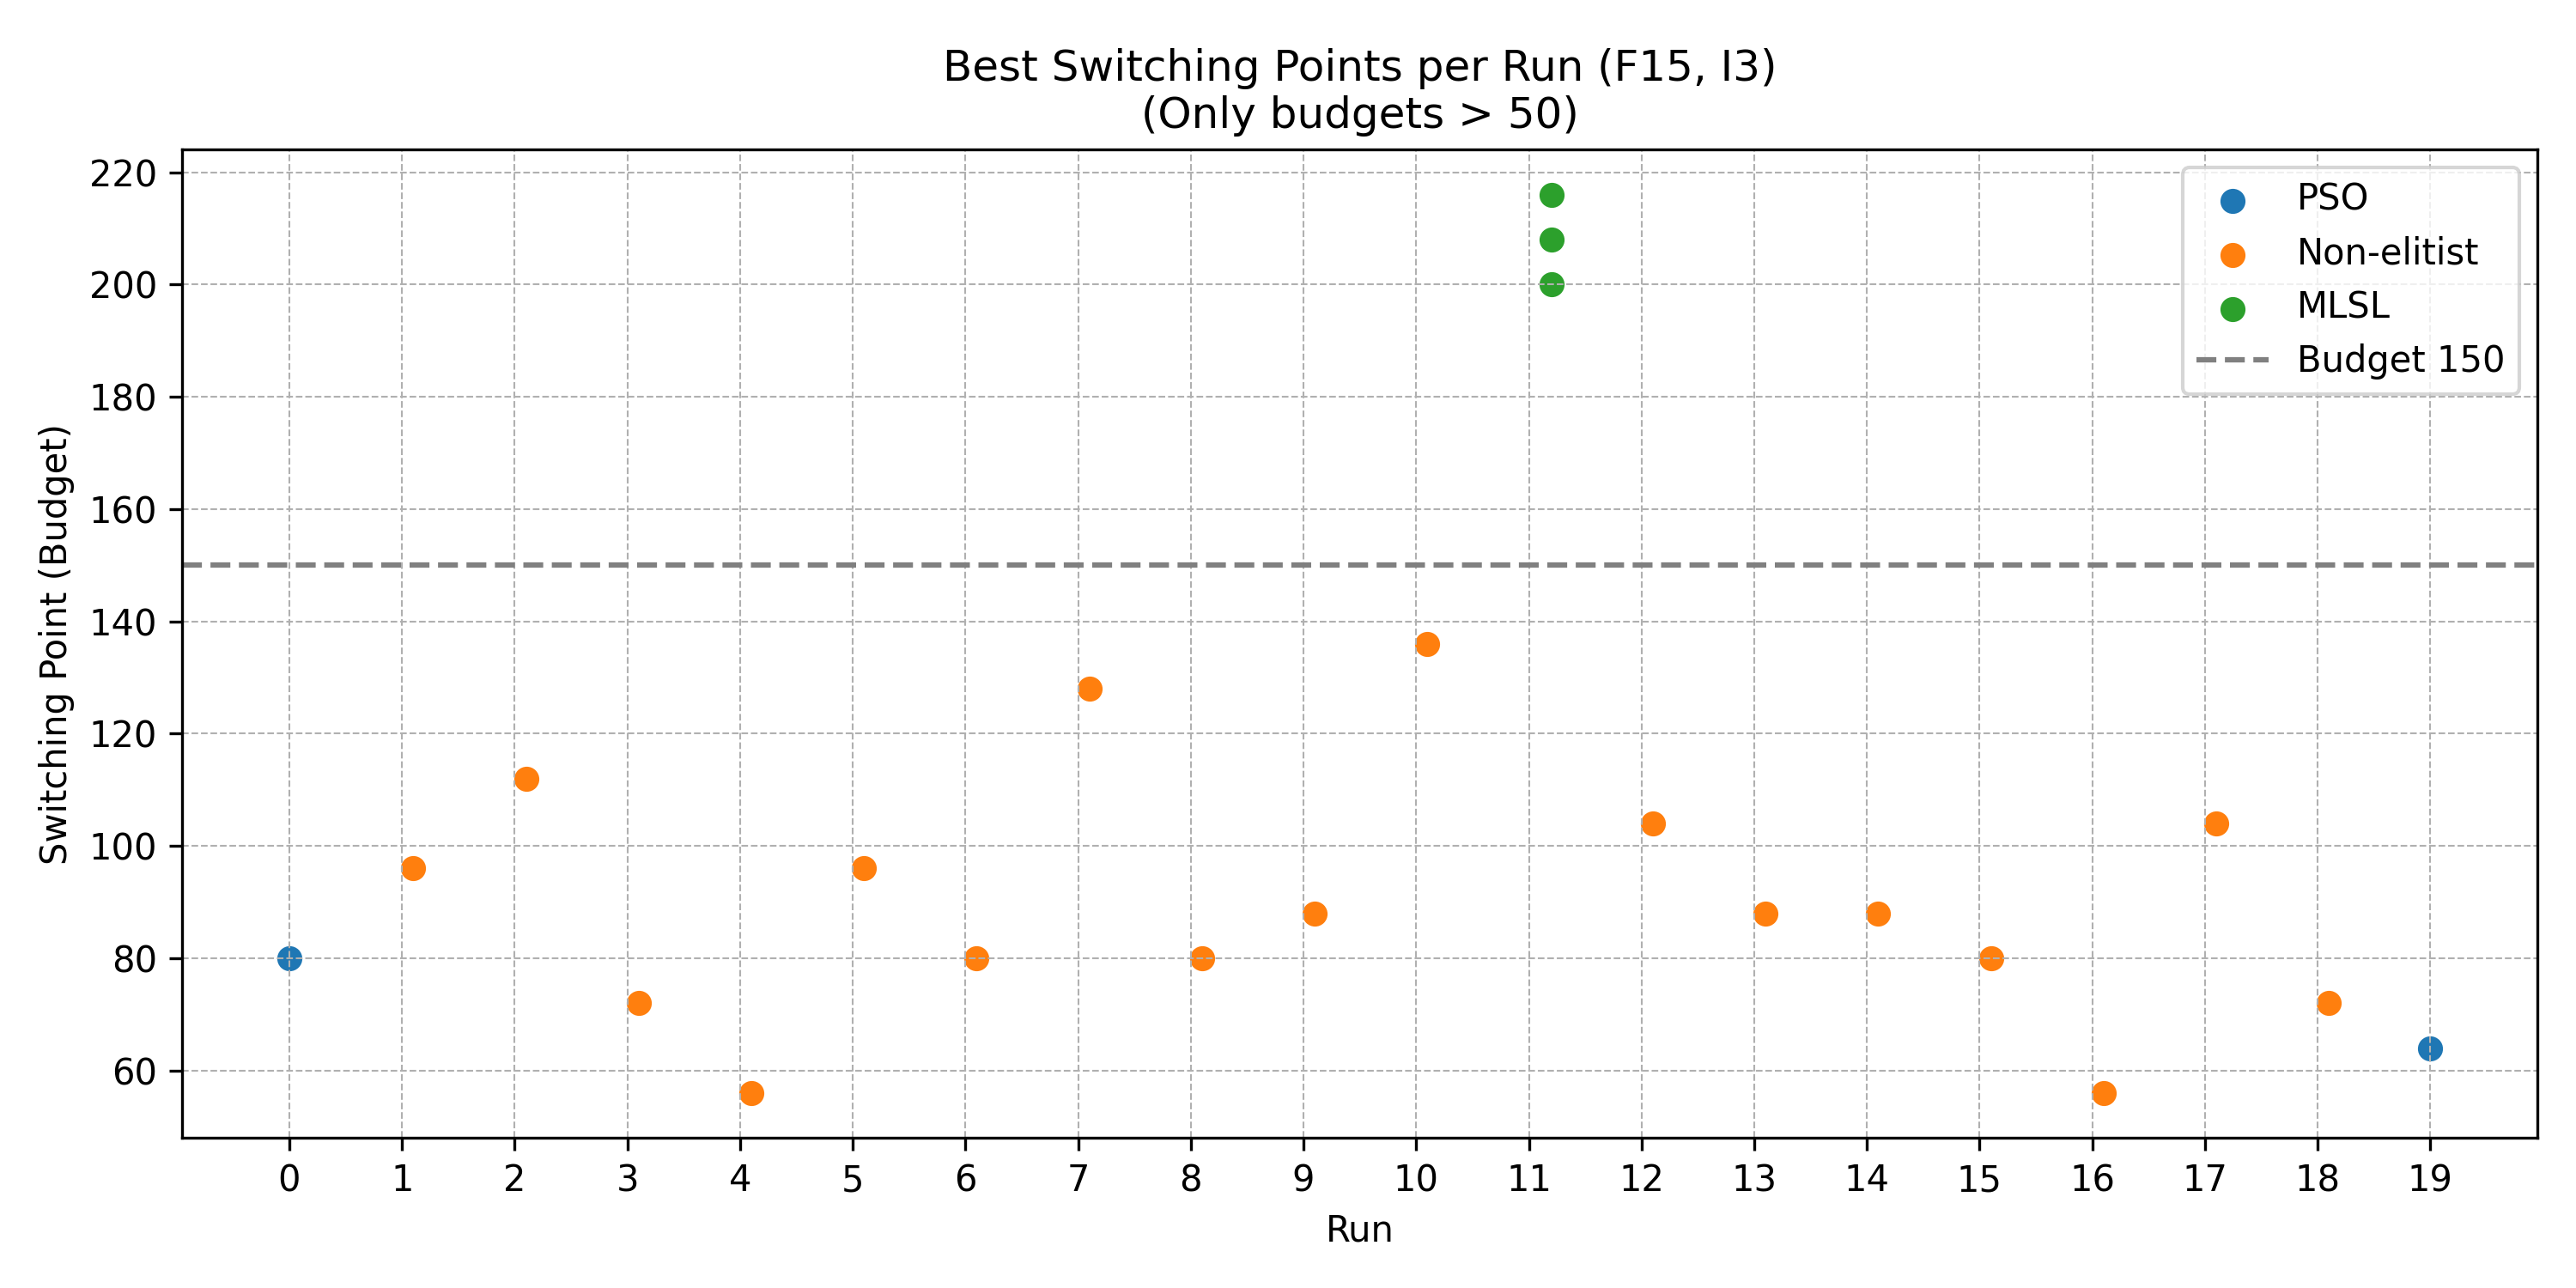 Best Switching Points per Run (F15, I3)
(Only budgets > 50)
Switching Point (Budget)
220
200
180
160
140
120
100
80
60
PSO
Non-elitist
MLSL
Budget 150
0 1 2 3 4 5 6 7 8 9 10 11 12 13 14 15 16 17 18 19
Run